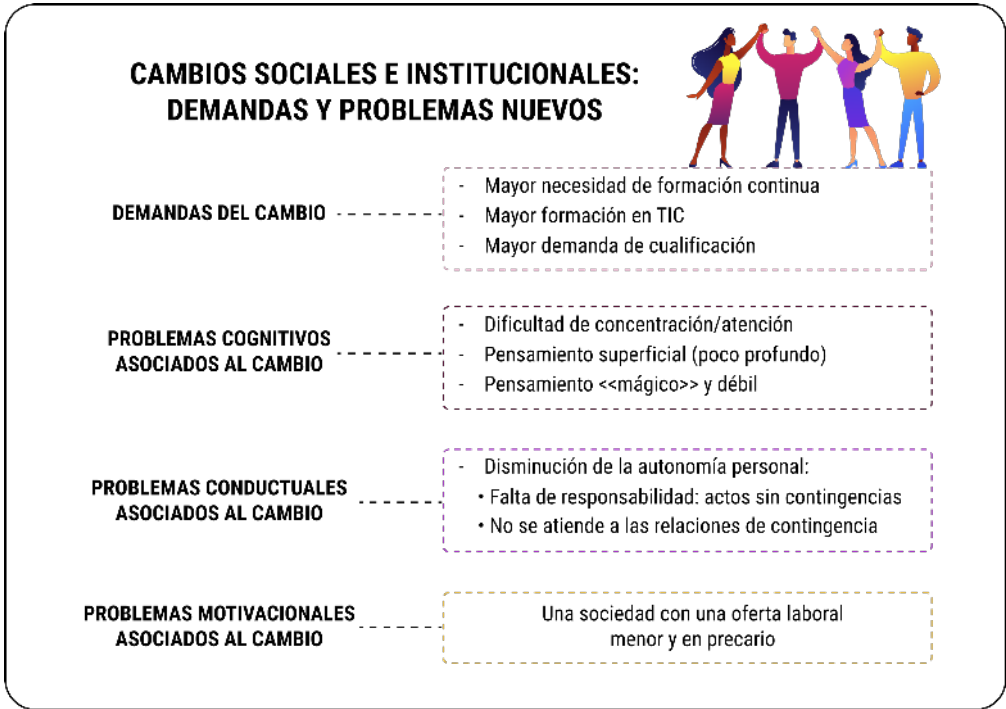 CAMBIOS SOCIALES E INSTITUCIONALES:
DEMANDAS Y PROBLEMAS NUEVOS
DEMANDAS DEL CAMBIO
- Mayor necesidad de formación continua
- Mayor formación en TIC
- Mayor demanda de cualificación
PROBLEMAS COGNITIVOS
ASOCIADOS AL CAMBIO
- Dificultad de concentración/atención
- Pensamiento superficial (poco profundo)
- Pensamiento <<mágico>> y débil
PROBLEMAS CONDUCTUALES
ASOCIADOS AL CAMBIO
- Disminución de la autonomía personal:
• Falta de responsabilidad: actos sin contingencias
• No se atiende a las relaciones de contingencia
PROBLEMAS MOTIVACIONALES
ASOCIADOS AL CAMBIO
Una sociedad con una oferta laboral
menor y en precario